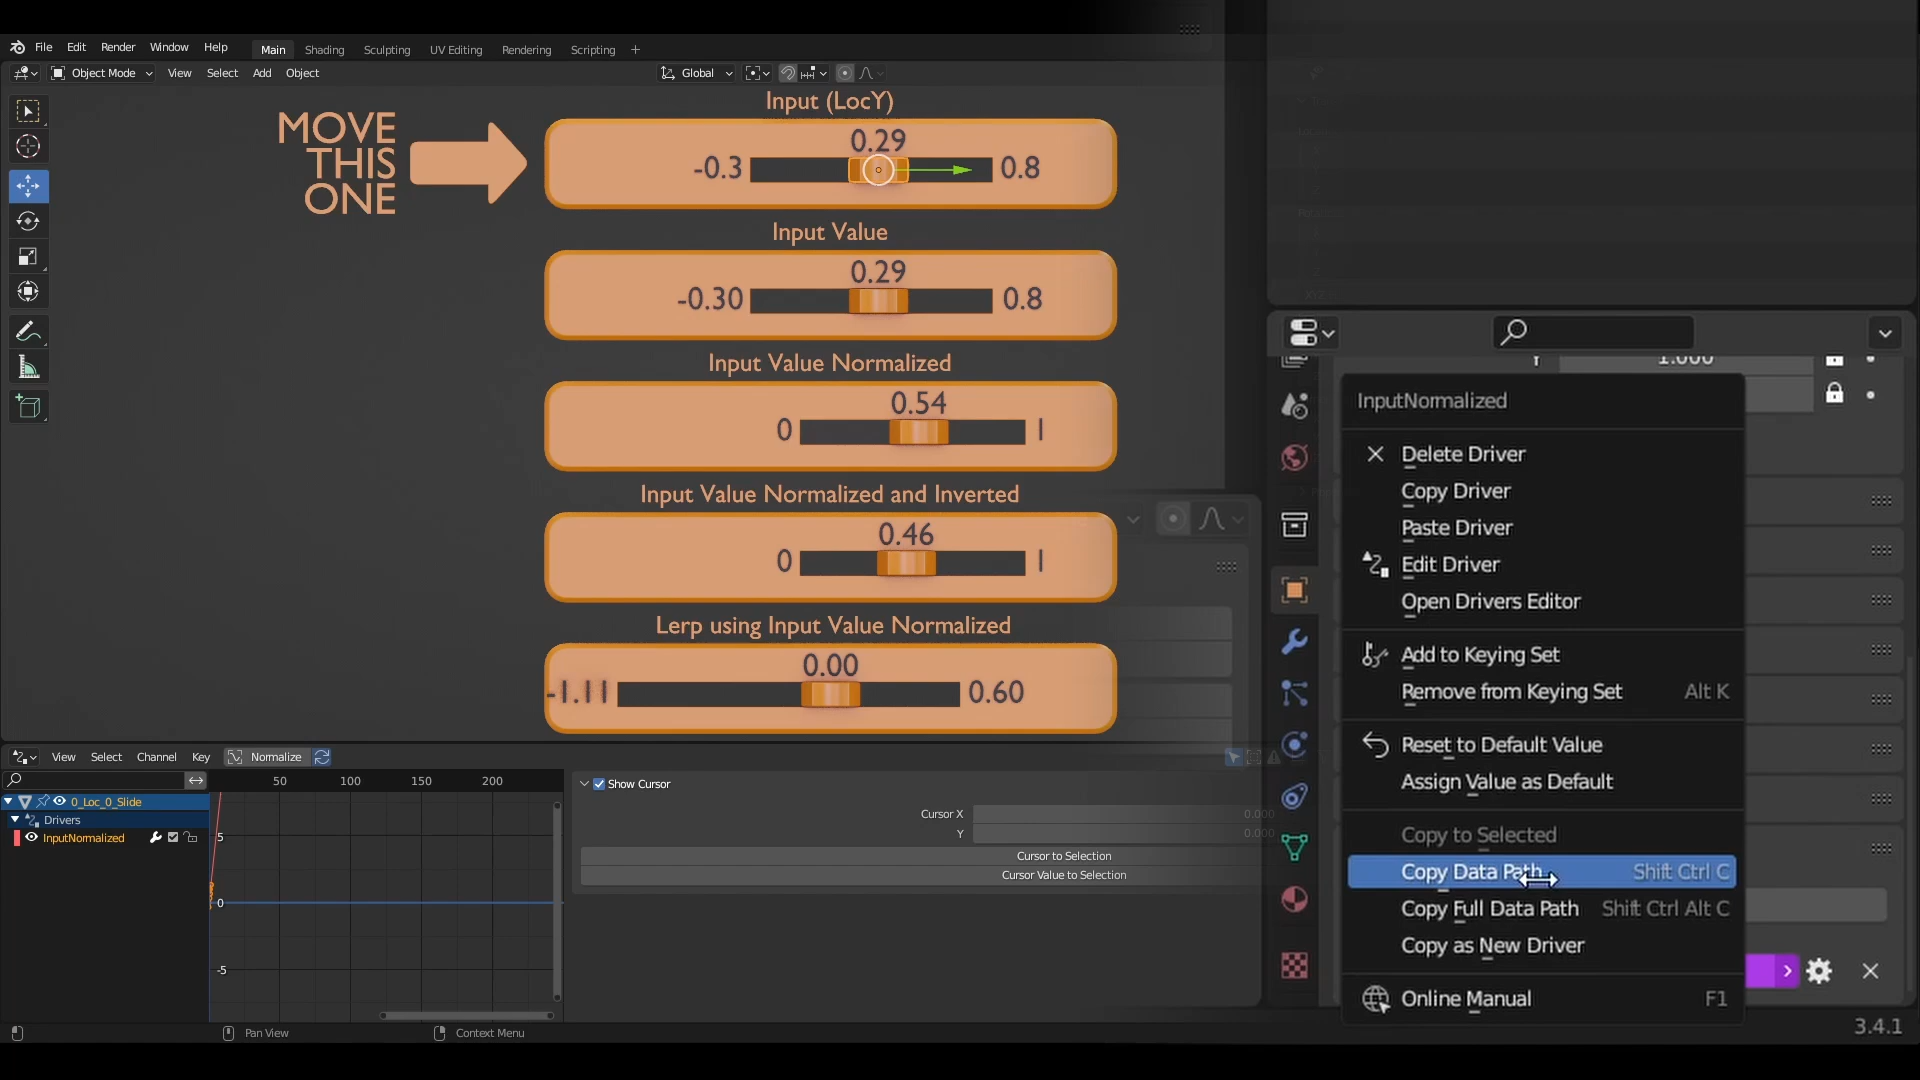 File Edit Render Window Help Main Shading Sculpting UV Editing Rendering Scripting +
Object Mode View Select Add Object Global
MOVE
THIS
ONE
Input (LocY)
0.29
-0.3 0.8
Input Value
0.29
-0.30 0.8
Input Value Normalized
0.54
0 1
Input Value Normalized and Inverted
0.46
0 1
Lerp using Input Value Normalized
0.00
-1.11 0.60
View Select Channel Key Normalize
50 100 150 200
0_Loc_0_Slide
Drivers
InputNormalized
5
0
-5
Show Cursor
Cursor X 0.000
Y 0.000
Cursor to Selection
Cursor Value to Selection
Y 1.000
InputNormalized
Delete Driver
Copy Driver
Paste Driver
Edit Driver
Open Drivers Editor
Add to Keying Set
Remove from Keying Set Alt K
Reset to Default Value
Assign Value as Default
Copy to Selected
Copy Data Path Shift Ctrl C
Copy Full Data Path Shift Ctrl Alt C
Copy as New Driver
Online Manual F1
Pan View Context Menu
3.4.1